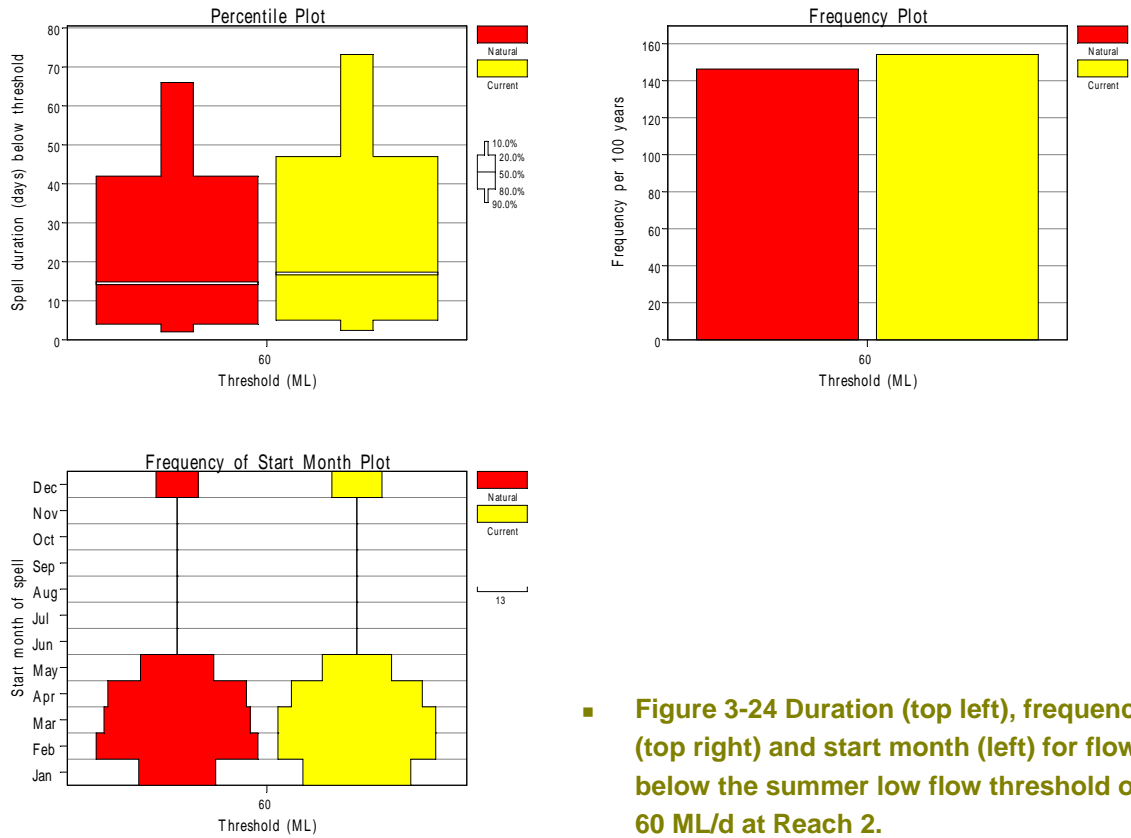 Percentile Plot
Spell duration (days) below threshold
80
70
60
50
40
30
20
10
0
60
Threshold (ML)
Natural
Current
10.0%
20.0%
50.0%
80.0%
90.0%
Frequency Plot
Frequency per 100 years
160
140
120
100
80
60
40
20
0
60
Threshold (ML)
Natural
Current
Frequency of Start Month Plot
Start month of spell
Dec
Nov
Oct
Sep
Aug
Jul
Jun
May
Apr
Mar
Feb
Jan
60
Threshold (ML)
Natural
Current
13
▪ Figure 3-24 Duration (top left),
(top right) and start month (left) for
below the summer low flow threshold
60 ML/d at Reach 2.